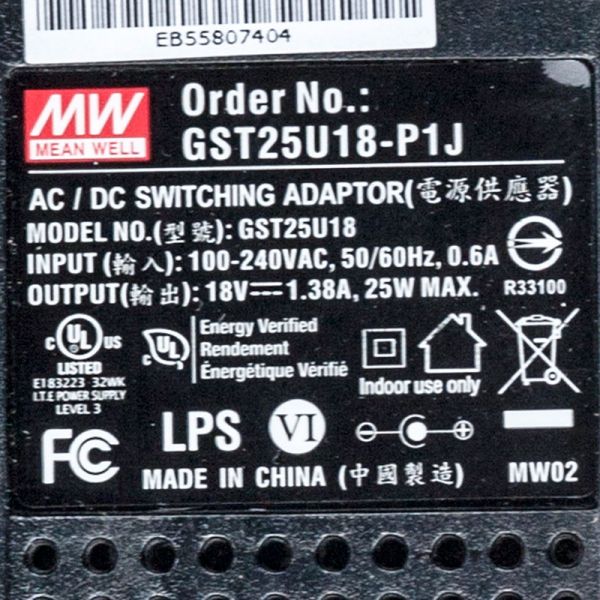 EB55807404
MW
MEAN WELL
Order No.:
GST25U18-P1J
AC / DC SWITCHING ADAPTOR(電源供應器)
MODEL NO.(型號): GST25U18
INPUT (輸入): 100-240VAC, 50/60Hz, 0.6A
OUTPUT(輸出): 18V⎓1.38A, 25W MAX.
R33100
c UL US
LISTED
E183223 32WK
I.T.E POWER SUPPLY
LEVEL 3
c UL
Energy Verified
Rendement
Énergétique Vérifié
Indoor use only
FC
LPS
VI
MADE IN CHINA (中國製造)
MW02